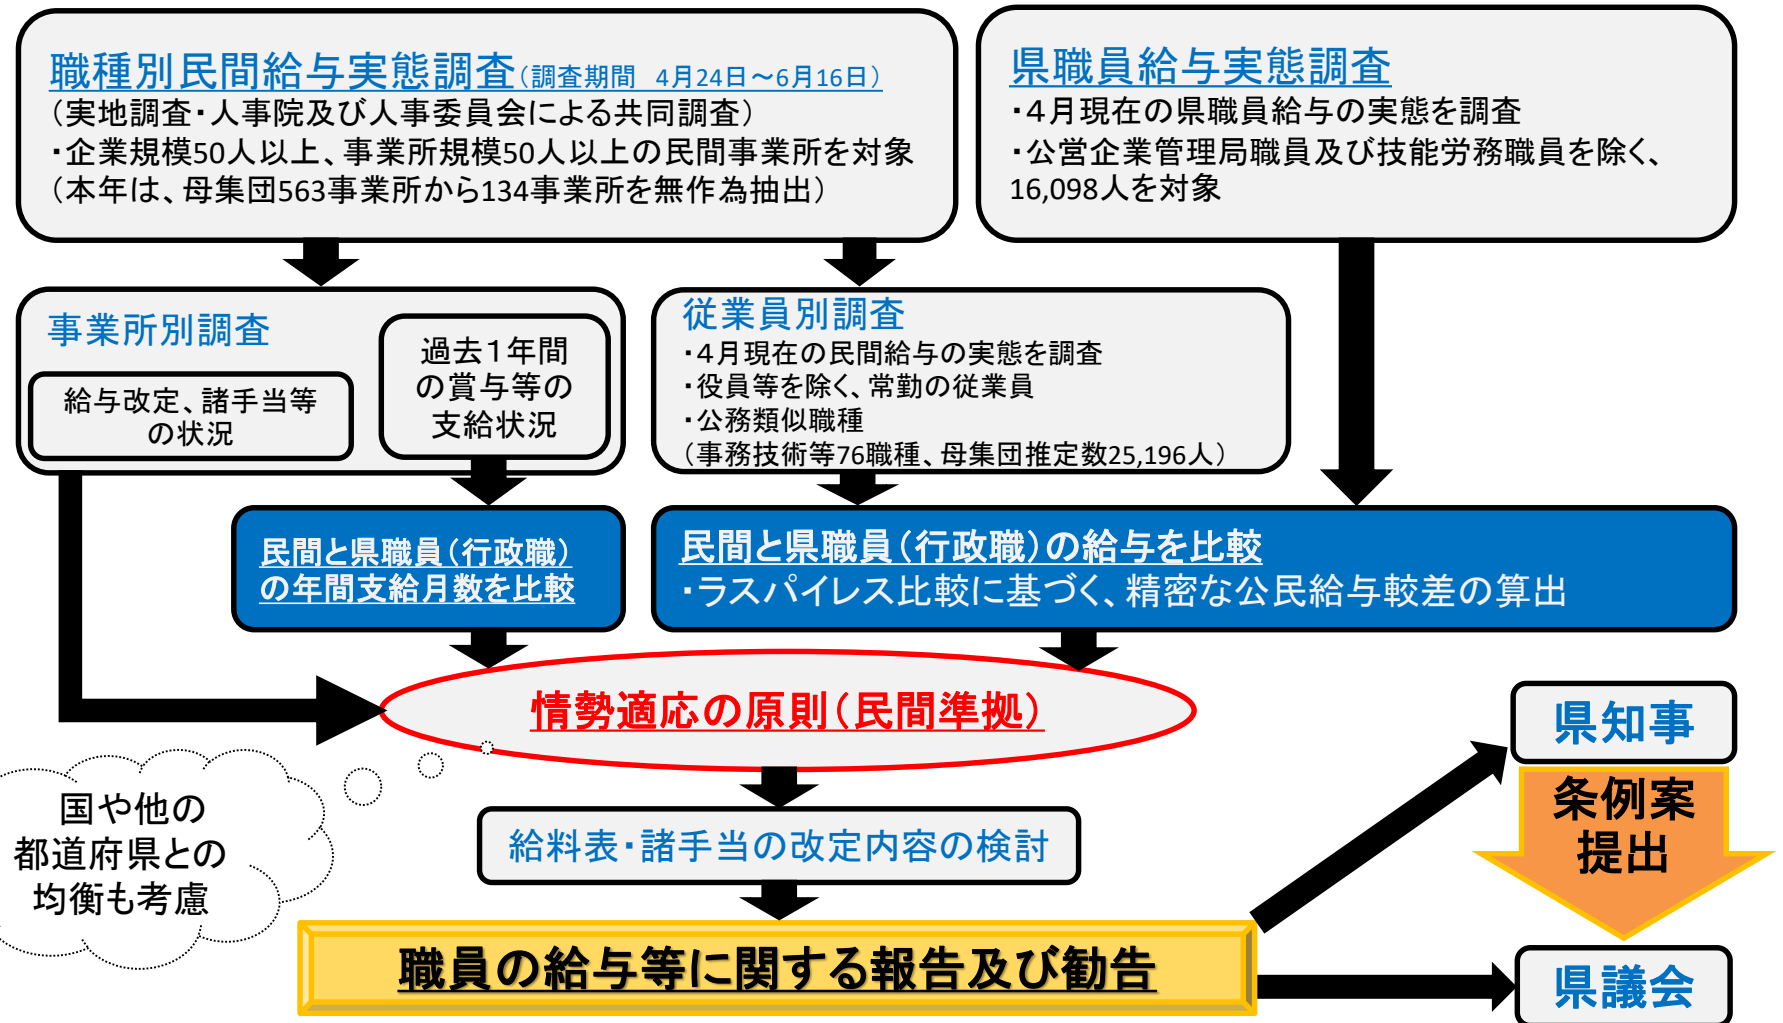 職種別民間給与実態調査（調査期間　4月24日～6月16日）
（実地調査・人事院及び人事委員会による共同調査）
・企業規模50人以上、事業所規模50人以上の民間事業所を対象
（本年は、母集団563事業所から134事業所を無作為抽出）
県職員給与実態調査
・４月現在の県職員給与の実態を調査
・公営企業管理局職員及び技能労務職員を除く、
16,098人を対象
事業所別調査
給与改定、諸手当等
の状況
過去１年間
の賞与等の
支給状況
従業員別調査
・４月現在の民間給与の実態を調査
・役員等を除く、常勤の従業員
・公務類似職種
（事務技術等76職種、母集団推定数25,196人）
民間と県職員（行政職）
の年間支給月数を比較
民間と県職員（行政職）の給与を比較
・ラスパイレス比較に基づく、精密な公民給与較差の算出
情勢適応の原則（民間準拠）
国や他の
都道府県との
均衡も考慮
給料表・諸手当の改定内容の検討
職員の給与等に関する報告及び勧告
県知事
条例案
提出
県議会